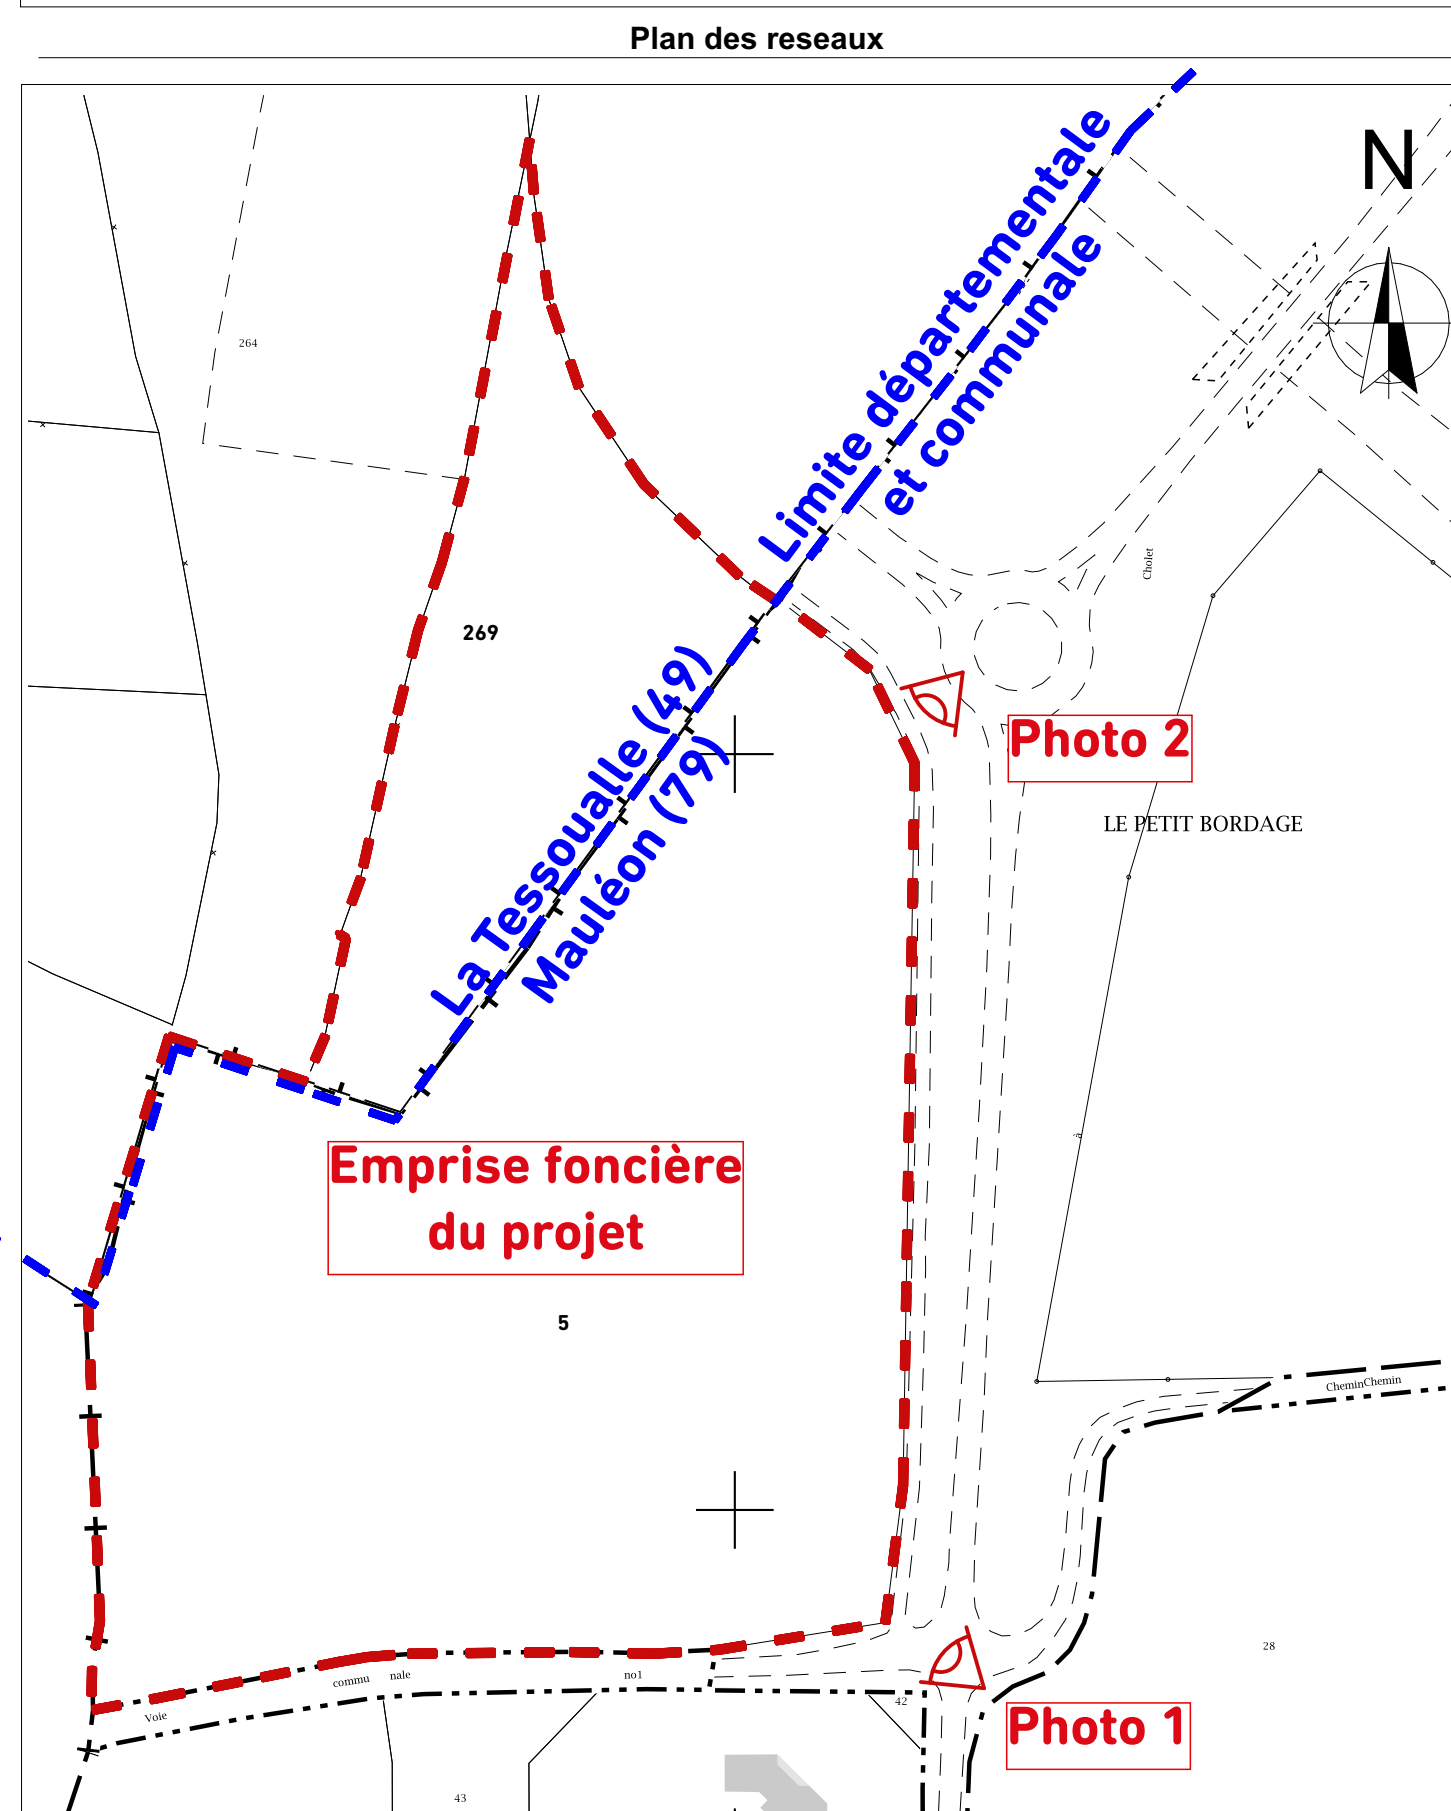 Plan des reseaux
N
Limite départementale
et communale
264
Cholet
269
La Tessoualle (49)
Mauléon (79)
Photo 2
LE PETIT BORDAGE
à
Emprise foncière
du projet
5
CheminChemin
28
Voie
commu
nale
no1
42
Photo 1
43